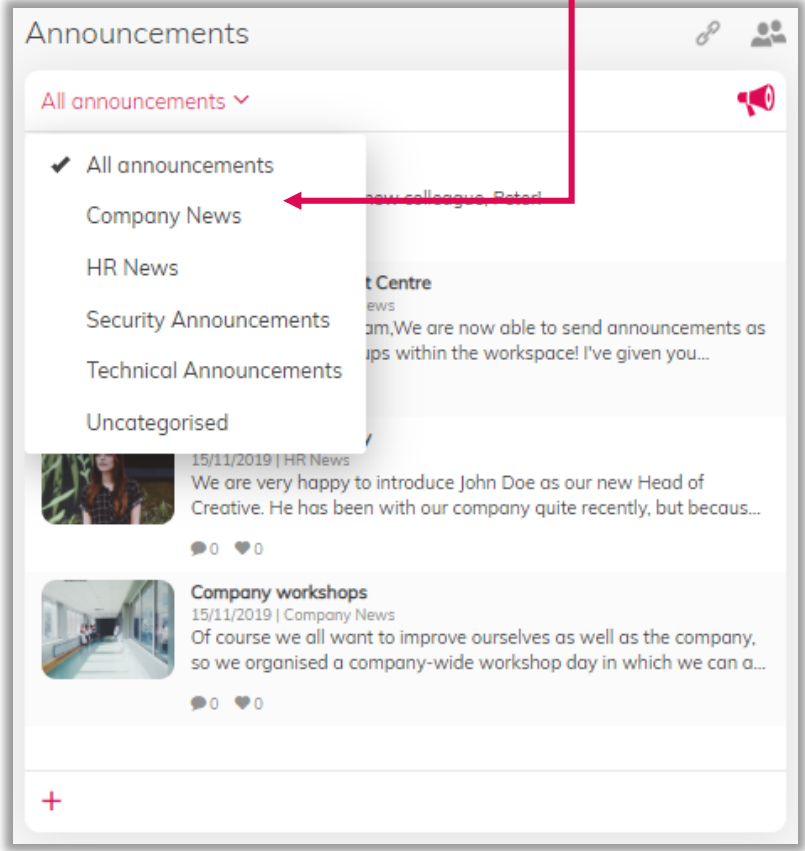 Announcements
All announcements
All announcements
Company News
new colleague, Peter!
HR News
t Centre
ews
Security Announcements
am,We are now able to send announcements as
ups within the workspace! I've given you...
Technical Announcements
Uncategorised
y
15/11/2019 | HR News
We are very happy to introduce John Doe as our new Head of
Creative. He has been with our company quite recently, but becaus...
0 0
Company workshops
15/11/2019 | Company News
Of course we all want to improve ourselves as well as the company,
so we organised a company-wide workshop day in which we can a...
0 0